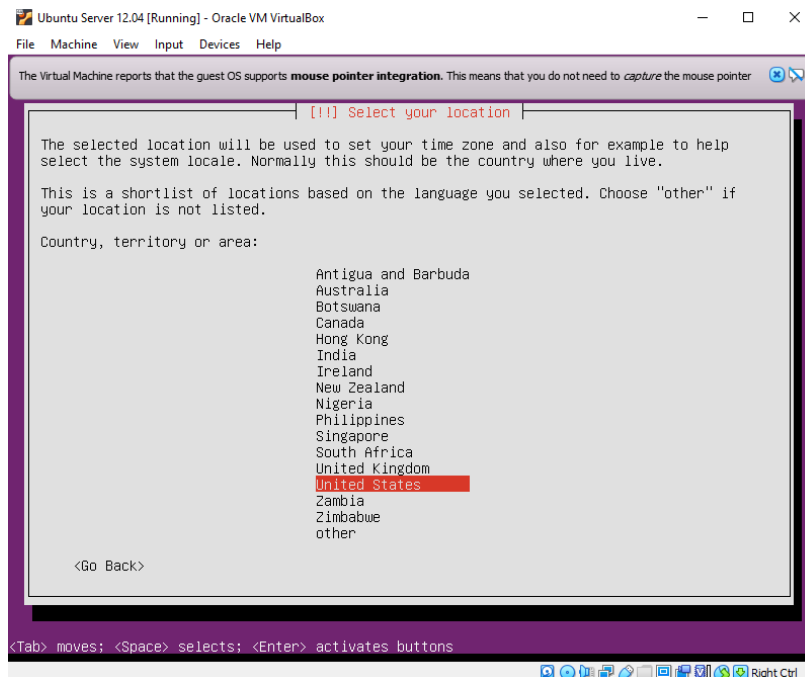 Ubuntu Server 12.04 [Running] - Oracle VM VirtualBox
File Machine View Input Devices Help
The Virtual Machine reports that the guest OS supports mouse pointer integration. This means that you do not need to capture the mouse pointer
[!!] Select your location
The selected location will be used to set your time zone and also for example to help
select the system locale. Normally this should be the country where you live.
This is a shortlist of locations based on the language you selected. Choose "other" if
your location is not listed.
Country, territory or area:
Antigua and Barbuda
Australia
Botswana
Canada
Hong Kong
India
Ireland
New Zealand
Nigeria
Philippines
Singapore
South Africa
United Kingdom
United States
Zambia
Zimbabwe
other
<Go Back>
<Tab> moves; <Space> selects; <Enter> activates buttons
Right Ctrl